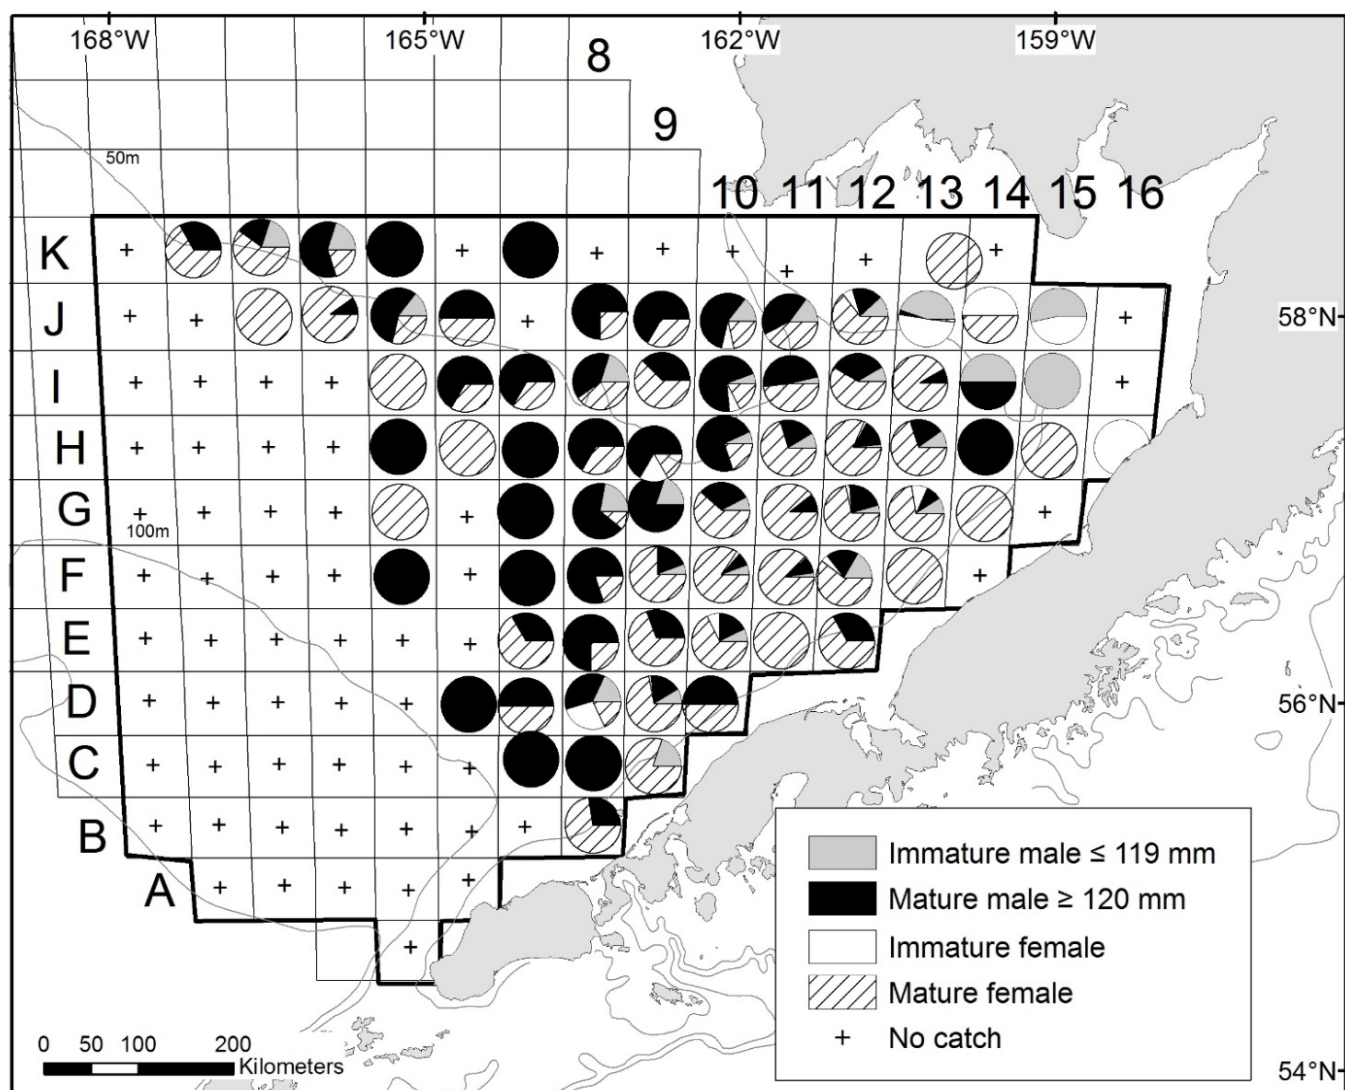 168°W 165°W 162°W 159°W
8
9
50m
10 11 12 13 14 15 16
K
J
58°N
I
H
G
100m
F
E
D
56°N
C
B
A
Immature male ≤ 119 mm
Mature male ≥ 120 mm
Immature female
Mature female
+ No catch
0 50 100 200
Kilometers
54°N